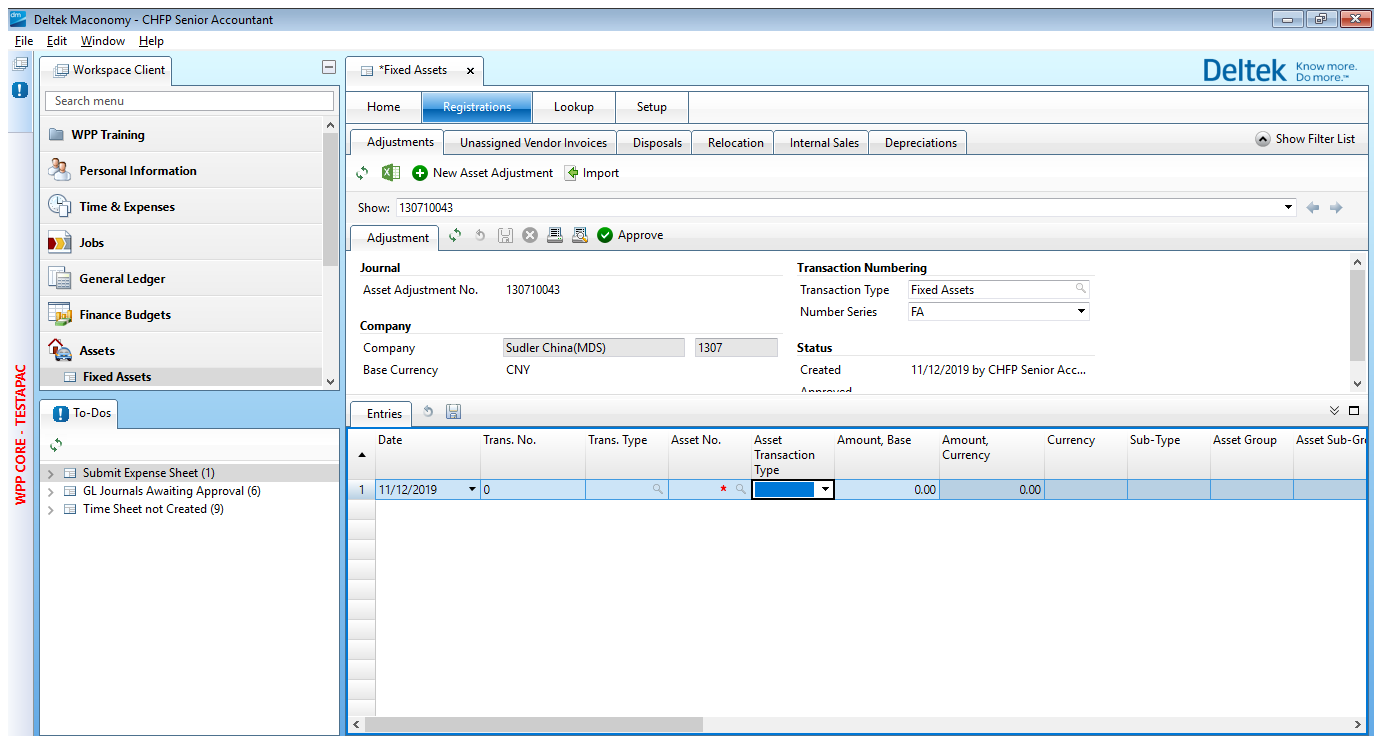 Deltek Maconomy - CHFP Senior Accountant
File Edit Window Help
Workspace Client
Search menu
WPP Training
Personal Information
Time & Expenses
Jobs
General Ledger
Finance Budgets
Assets
Fixed Assets
WPP CORE - TESTAPAC
To-Dos
Submit Expense Sheet (1)
GL Journals Awaiting Approval (6)
Time Sheet not Created (9)
*Fixed Assets
Deltek Know more. Do more.™
Home Registrations Lookup Setup
Adjustments Unassigned Vendor Invoices Disposals Relocation Internal Sales Depreciations Show Filter List
New Asset Adjustment Import
Show: 130710043
Adjustment Approve
Journal
Asset Adjustment No. 130710043
Company
Company Sudler China(MDS) 1307
Base Currency CNY
Transaction Numbering
Transaction Type Fixed Assets
Number Series FA
Status
Created 11/12/2019 by CHFP Senior Acc...
Approved
Entries
Date Trans. No. Trans. Type Asset No. Asset Transaction Type Amount, Base Amount, Currency Currency Sub-Type Asset Group Asset Sub-Gr
1 11/12/2019 0 * 0.00 0.00